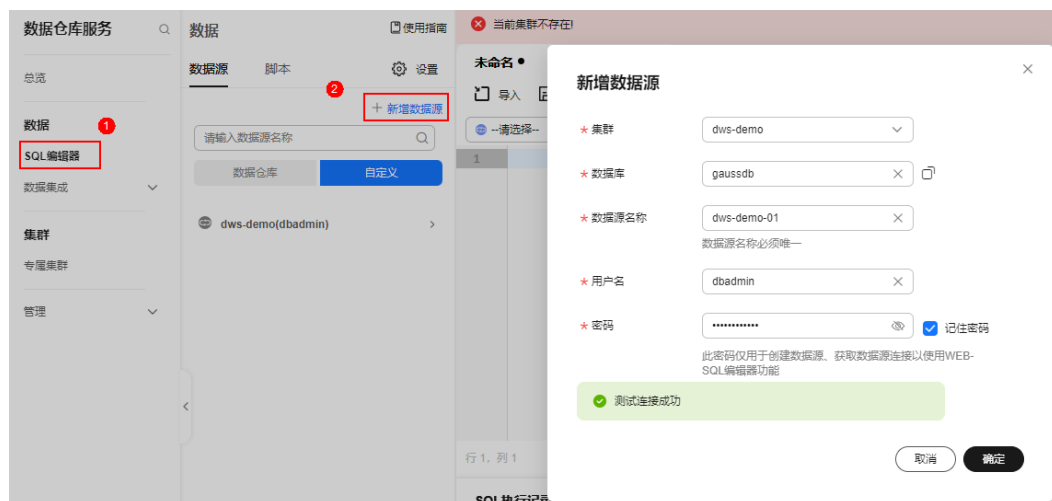 数据仓库服务
总览
数据
1
SQL编辑器
数据集成
集群
专属集群
管理
数据
使用指南
数据源
脚本
设置
2
+ 新增数据源
请输入数据源名称
数据仓库
自定义
dws-demo(dbadmin)
当前集群不存在!
未命名
导入
--请选择--
1
行 1, 列 1
SQL执行记录
新增数据源
* 集群
dws-demo
* 数据库
gaussdb
* 数据源名称
dws-demo-01
数据源名称必须唯一
* 用户名
dbadmin
* 密码
············
记住密码
此密码仅用于创建数据源、获取数据源连接以使用WEB-
SQL编辑器功能
测试连接成功
取消
确定